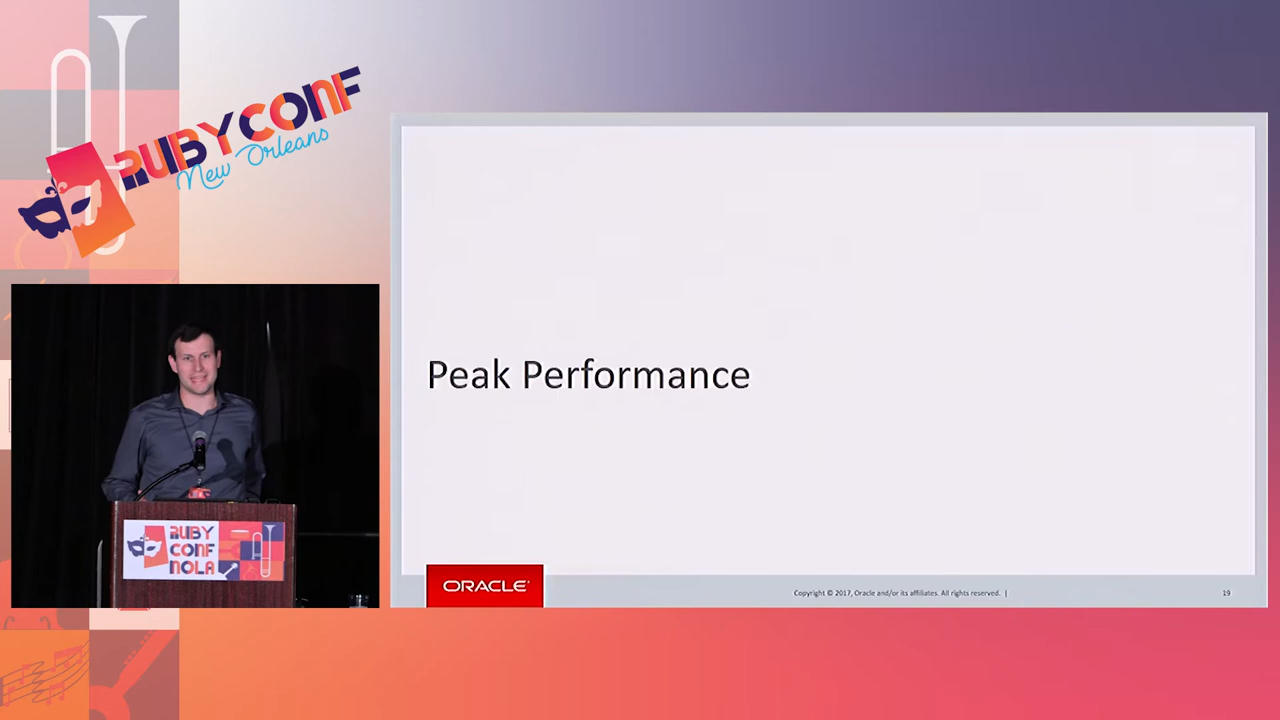 RUBYCONF
New Orleans
Peak Performance
RUBY
CONF
NOLA
ORACLE
Copyright © 2017, Oracle and/or its affiliates. All rights reserved. |
19